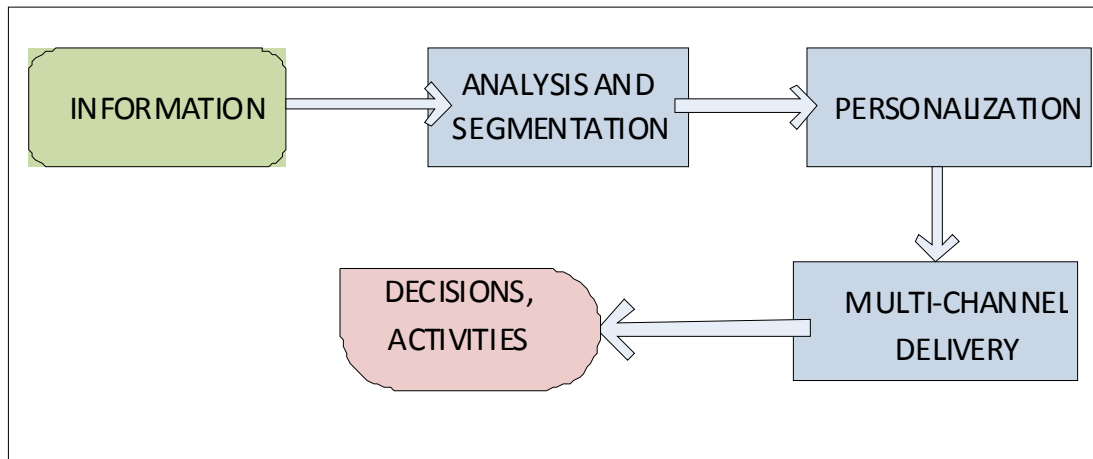 INFORMATION
ANALYSIS AND
SEGMENTATION
PERSONALIZATION
MULTI-CHANNEL
DELIVERY
DECISIONS,
ACTIVITIES